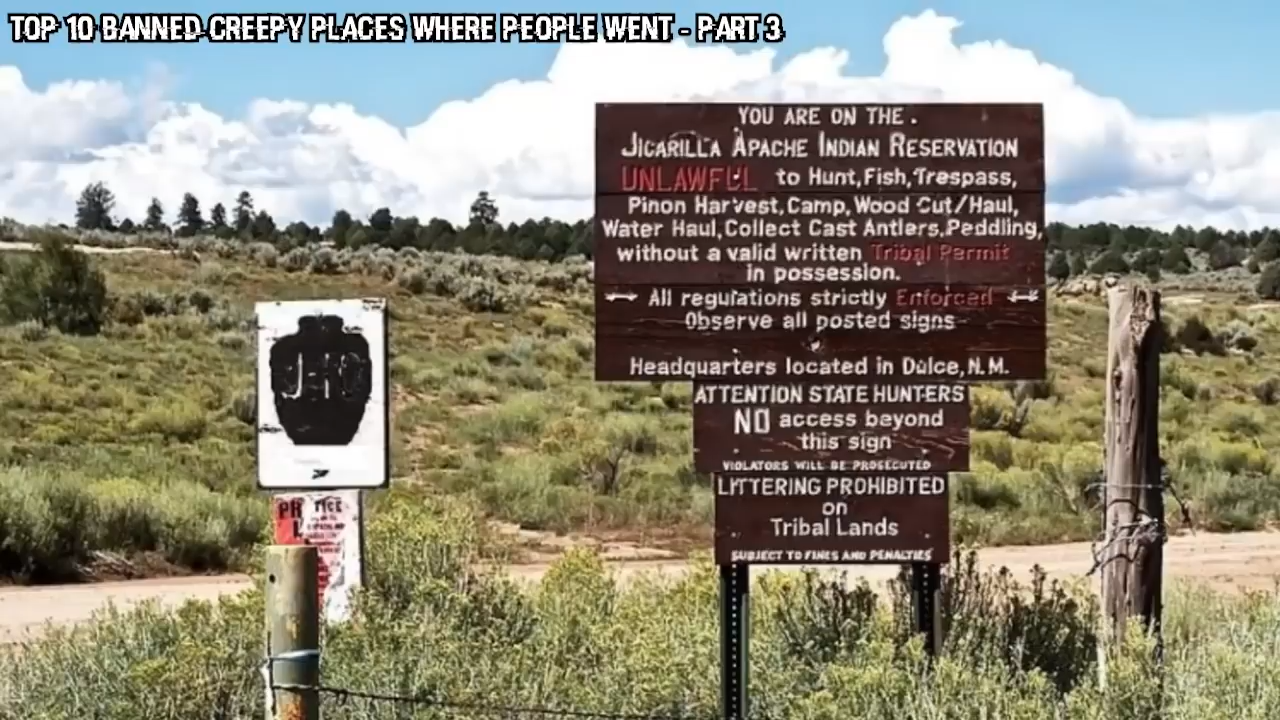 TOP 10 BANNED CREEPY PLACES WHERE PEOPLE WENT - PART 3
YOU ARE ON THE .
JICARILLA APACHE INDIAN RESERVATION
UNLAWFUL to Hunt, Fish, Trespass,
Pinon Harvest, Camp, Wood Cut/Haul,
Water Haul, Collect Cast Antlers, Peddling,
without a valid written Tribal Permit
in possession.
All regulations strictly Enforced
Observe all posted signs
Headquarters located in Dulce, N.M.
ATTENTION STATE HUNTERS
NO access beyond
this sign
VIOLATORS WILL BE PROSECUTED
LITTERING PROHIBITED
on
Tribal Lands
SUBJECT TO FINES AND PENALTIES